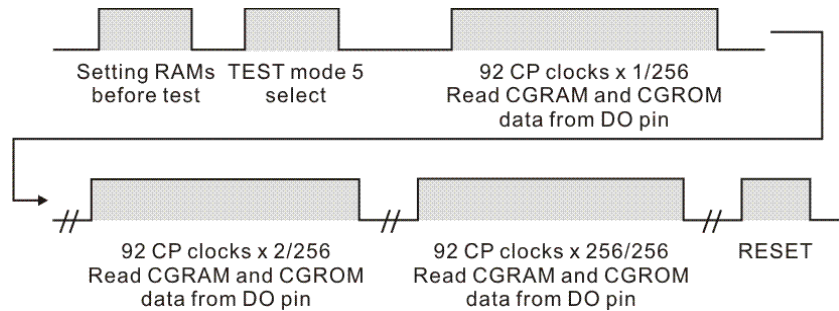 Setting RAMs
before test
TEST mode 5
select
92 CP clocks x 1/256
Read CGRAM and CGROM
data from DO pin
92 CP clocks x 2/256
Read CGRAM and CGROM
data from DO pin
92 CP clocks x 256/256
Read CGRAM and CGROM
data from DO pin
RESET